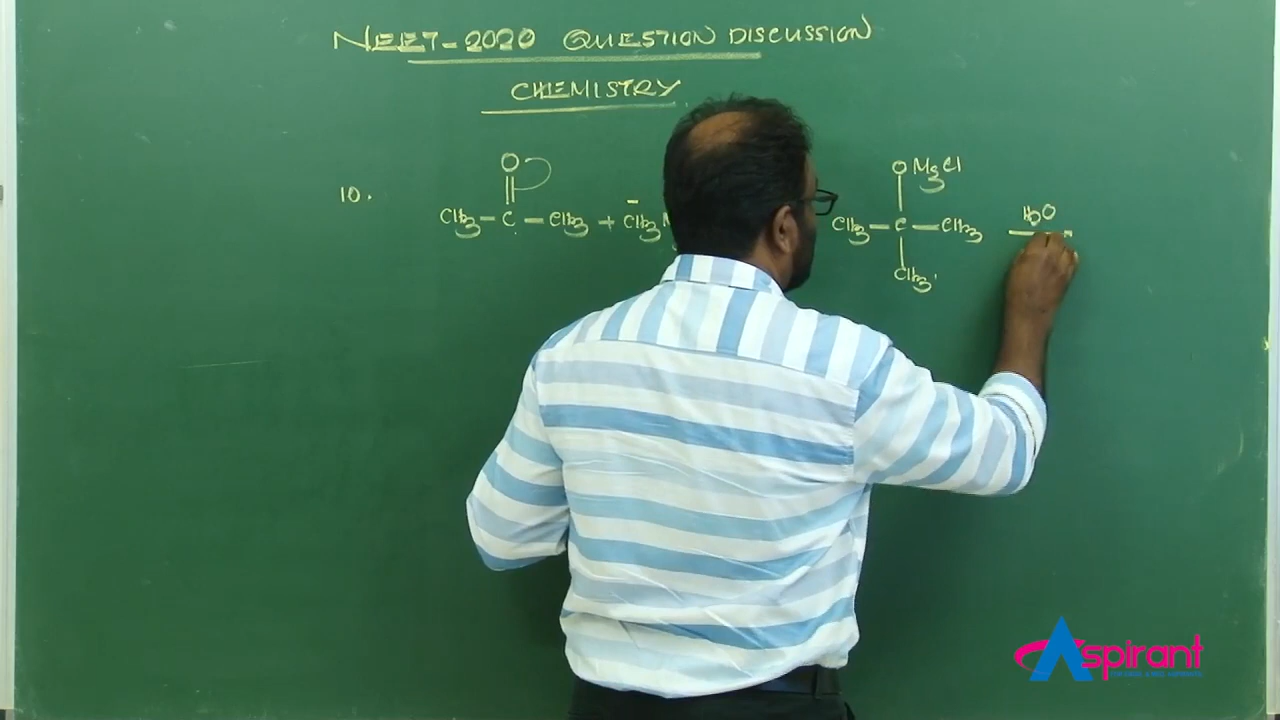 NEET-2020 QUESTION DISCUSSION
CHEMISTRY
O OMgCl
10. H2O
CH3-C-CH3 + CH3 CH3-C-CH3
CH3
Aspirant